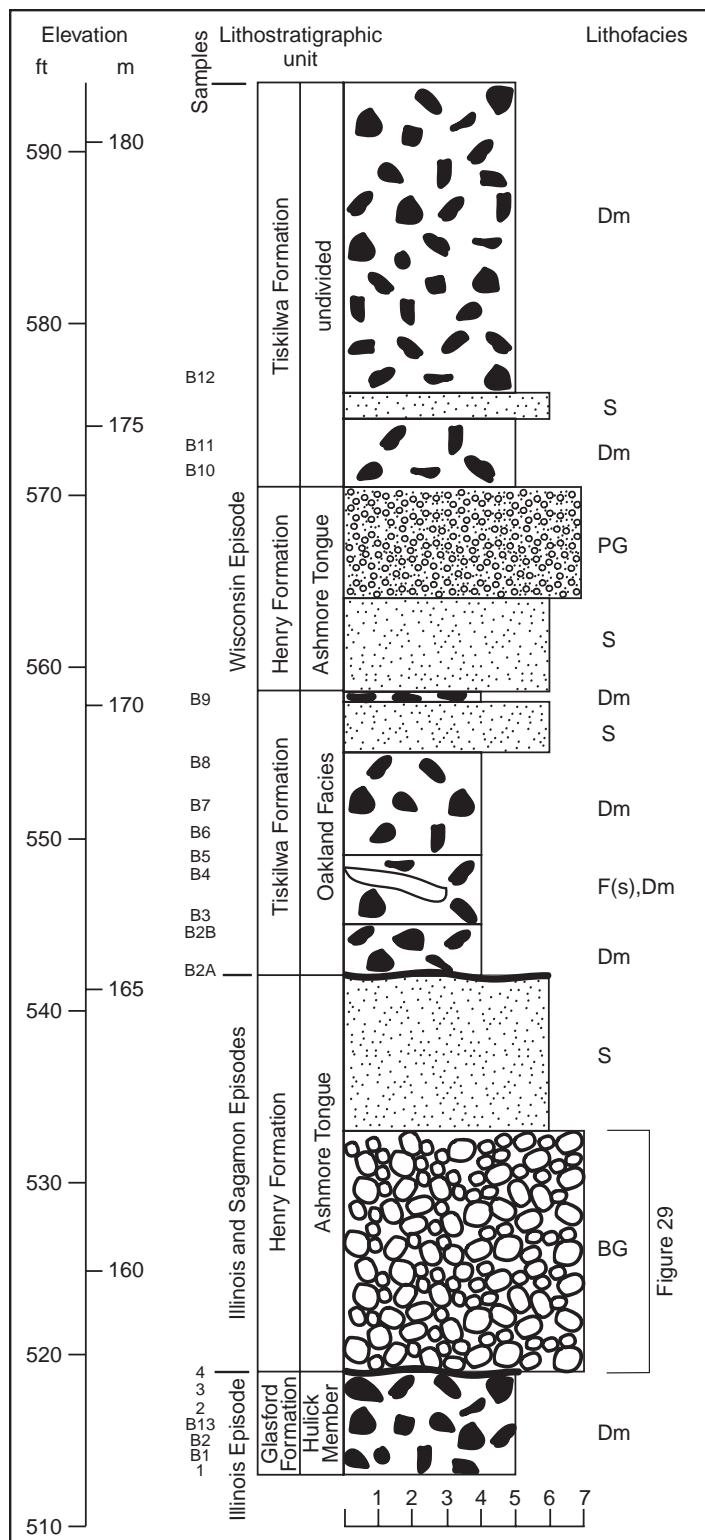 Elevation
ft
m
Samples
Lithostratigraphic
unit
Lithofacies
590
580
570
560
550
540
530
520
510
180
175
170
165
160
B12
B11
B10
B9
B8
B7
B6
B5
B4
B3
B2B
B2A
4
3
2
B13
B2
B1
1
Wisconsin Episode
Illinois and Sagamon Episodes
Illinois Episode
Tiskilwa Formation
undivided
Henry Formation
Ashmore Tongue
Tiskilwa Formation
Oakland Facies
Henry Formation
Ashmore Tongue
Glasford
Formation
Hulick
Member
Dm
S
Dm
PG
S
Dm
S
Dm
F(s),Dm
Dm
S
BG
Dm
Figure 29
1 2 3 4 5 6 7